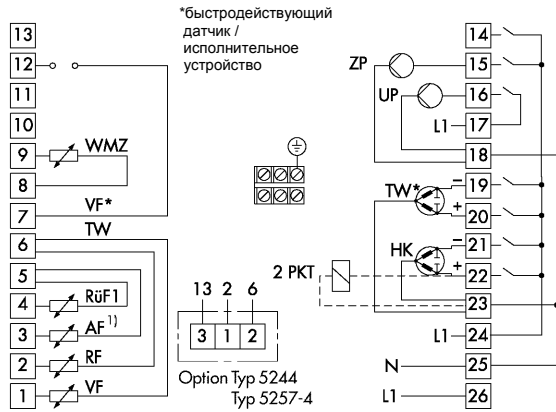 *быстродействующий
датчик /
исполнительное
устройство
13
12
11
10
9 WMZ
8
7 VF*
6 TW
5
4 RüF1
3 AF 1)
2 RF
1 VF
13 2 6
3 1 2
Option Typ 5244
Typ 5257-4
14
ZP 15
UP 16
L1 17
18
TW* – 19
+ 20
HK – 21
2 PKT + 22
23
L1 24
N 25
L1 26